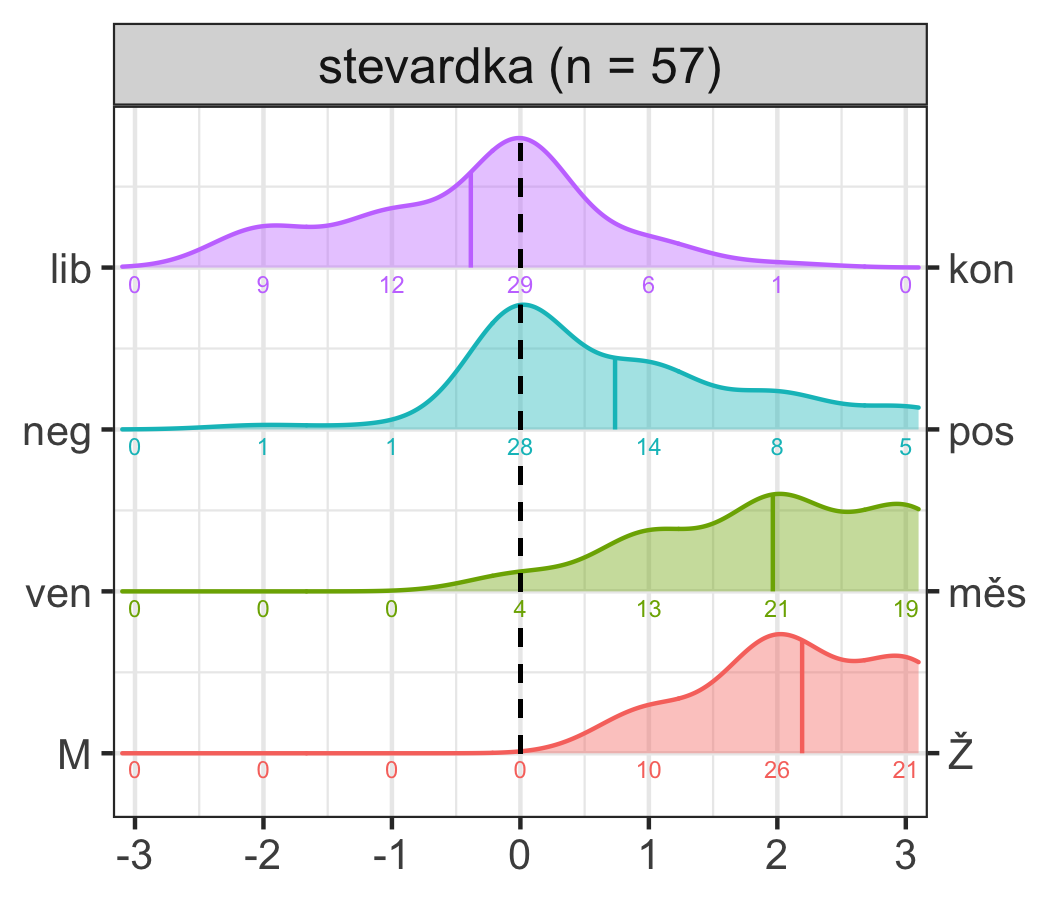 stevardka (n = 57)
lib kon
0 9 12 29 6 1 0
neg pos
0 1 1 28 14 8 5
ven měs
0 0 0 4 13 21 19
M Ž
0 0 0 0 10 26 21
-3 -2 -1 0 1 2 3